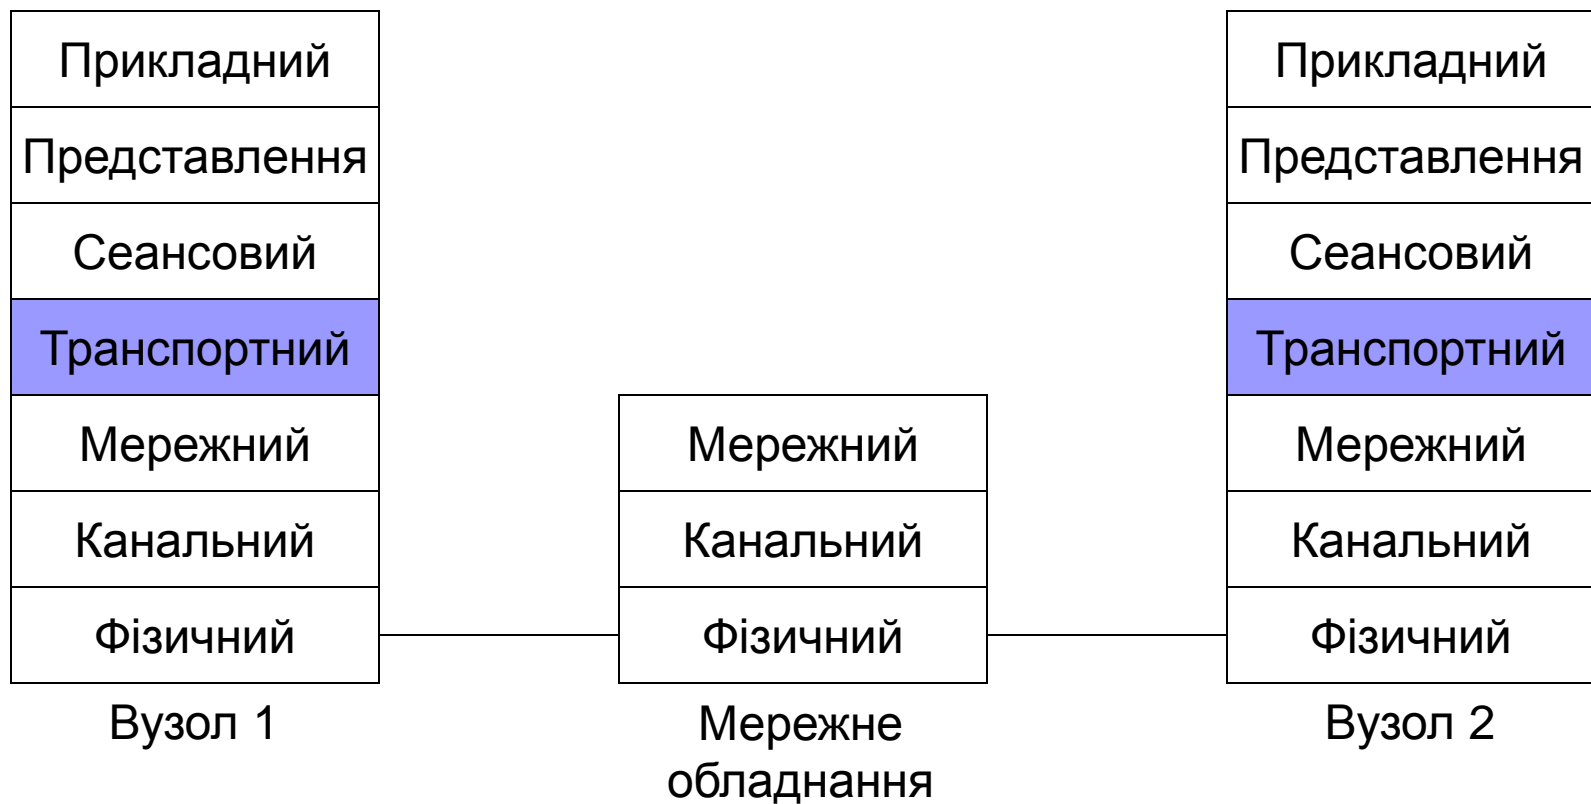 Прикладний
Представлення
Сеансовий
Транспортний
Мережний
Канальний
Фізичний
Вузол 1
Мережний
Канальний
Фізичний
Мережне
обладнання
Прикладний
Представлення
Сеансовий
Транспортний
Мережний
Канальний
Фізичний
Вузол 2